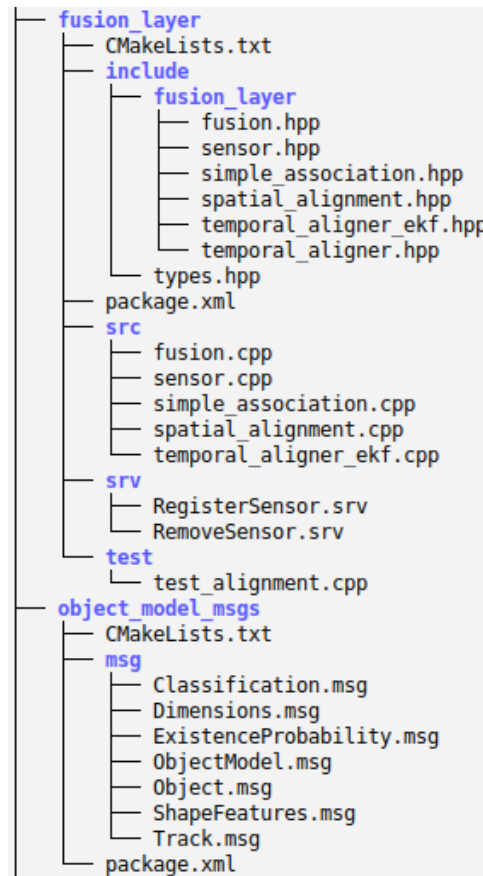 fusion_layer
CMakeLists.txt
include
fusion_layer
fusion.hpp
sensor.hpp
simple_association.hpp
spatial_alignment.hpp
temporal_aligner_ekf.hpp
temporal_aligner.hpp
types.hpp
package.xml
src
fusion.cpp
sensor.cpp
simple_association.cpp
spatial_alignment.cpp
temporal_aligner_ekf.cpp
srv
RegisterSensor.srv
RemoveSensor.srv
test
test_alignment.cpp
object_model_msgs
CMakeLists.txt
msg
Classification.msg
Dimensions.msg
ExistenceProbability.msg
ObjectModel.msg
Object.msg
ShapeFeatures.msg
Track.msg
package.xml